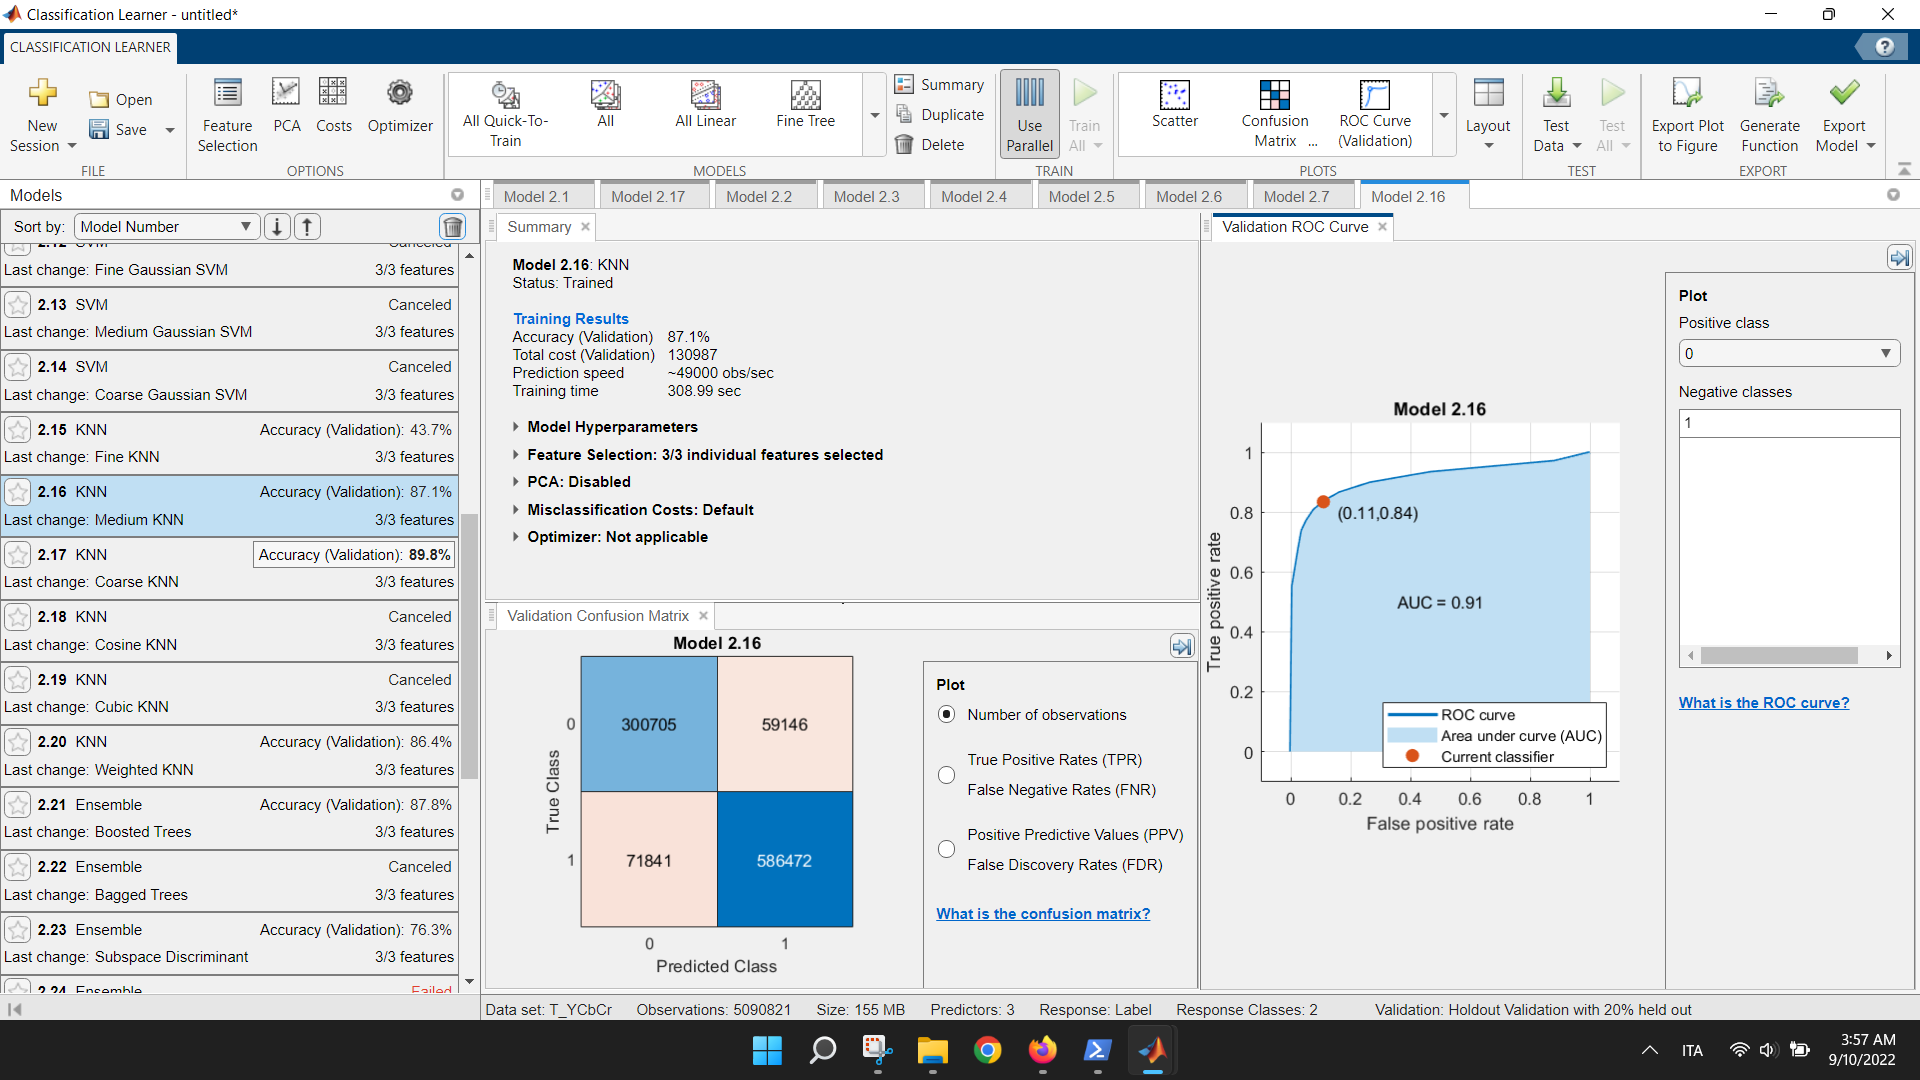 Classification Learner - untitled*
CLASSIFICATION LEARNER
?
New Session
Open
Save
FILE
Feature Selection
PCA
Costs
Optimizer
OPTIONS
All Quick-To-Train
All
All Linear
Fine Tree
Summary
Duplicate
Delete
MODELS
Use Parallel
Train All
TRAIN
Scatter
Confusion Matrix ...
ROC Curve (Validation)
PLOTS
Layout
Test Data
Test All
TEST
Export Plot to Figure
Generate Function
Export Model
EXPORT
Models
Sort by: Model Number
2.12 SVM Canceled
Last change: Fine Gaussian SVM 3/3 features
2.13 SVM Canceled
Last change: Medium Gaussian SVM 3/3 features
2.14 SVM Canceled
Last change: Coarse Gaussian SVM 3/3 features
2.15 KNN Accuracy (Validation): 43.7%
Last change: Fine KNN 3/3 features
2.16 KNN Accuracy (Validation): 87.1%
Last change: Medium KNN 3/3 features
2.17 KNN Accuracy (Validation): 89.8%
Last change: Coarse KNN 3/3 features
2.18 KNN Canceled
Last change: Cosine KNN 3/3 features
2.19 KNN Canceled
Last change: Cubic KNN 3/3 features
2.20 KNN Accuracy (Validation): 86.4%
Last change: Weighted KNN 3/3 features
2.21 Ensemble Accuracy (Validation): 87.8%
Last change: Boosted Trees 3/3 features
2.22 Ensemble Canceled
Last change: Bagged Trees 3/3 features
2.23 Ensemble Accuracy (Validation): 76.3%
Last change: Subspace Discriminant 3/3 features
2.24 Ensemble Failed
Model 2.1 Model 2.17 Model 2.2 Model 2.3 Model 2.4 Model 2.5 Model 2.6 Model 2.7 Model 2.16
Summary
Model 2.16: KNN
Status: Trained
Training Results
Accuracy (Validation) 87.1%
Total cost (Validation) 130987
Prediction speed ~49000 obs/sec
Training time 308.99 sec
Model Hyperparameters
Feature Selection: 3/3 individual features selected
PCA: Disabled
Misclassification Costs: Default
Optimizer: Not applicable
Validation Confusion Matrix
Model 2.16
True Class
0 300705 59146
1 71841 586472
0 1
Predicted Class
Plot
Number of observations
True Positive Rates (TPR)
False Negative Rates (FNR)
Positive Predictive Values (PPV)
False Discovery Rates (FDR)
What is the confusion matrix?
Validation ROC Curve
Model 2.16
True positive rate
1
0.8
0.6
0.4
0.2
0
(0.11,0.84)
AUC = 0.91
ROC curve
Area under curve (AUC)
Current classifier
0 0.2 0.4 0.6 0.8 1
False positive rate
Plot
Positive class
0
Negative classes
1
What is the ROC curve?
Data set: T_YCbCr Observations: 5090821 Size: 155 MB Predictors: 3 Response: Label Response Classes: 2 Validation: Holdout Validation with 20% held out
ITA
3:57 AM
9/10/2022